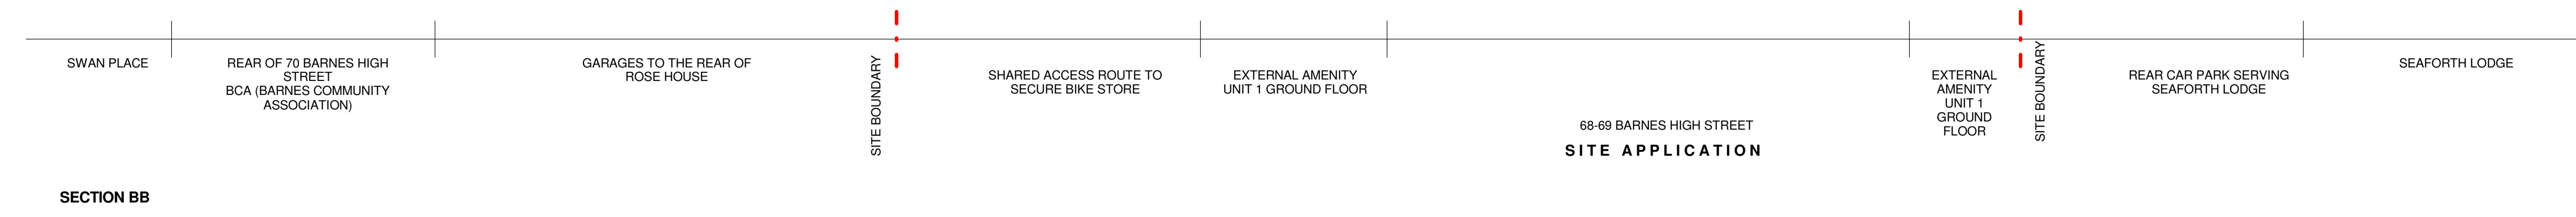 SWAN PLACE
REAR OF 70 BARNES HIGH
STREET
BCA (BARNES COMMUNITY
ASSOCIATION)
GARAGES TO THE REAR OF
ROSE HOUSE
SITE BOUNDARY
SHARED ACCESS ROUTE TO
SECURE BIKE STORE
EXTERNAL AMENITY
UNIT 1 GROUND FLOOR
68-69 BARNES HIGH STREET
SITE APPLICATION
EXTERNAL
AMENITY
UNIT 1
GROUND
FLOOR
SITE BOUNDARY
REAR CAR PARK SERVING
SEAFORTH LODGE
SEAFORTH LODGE
SECTION BB